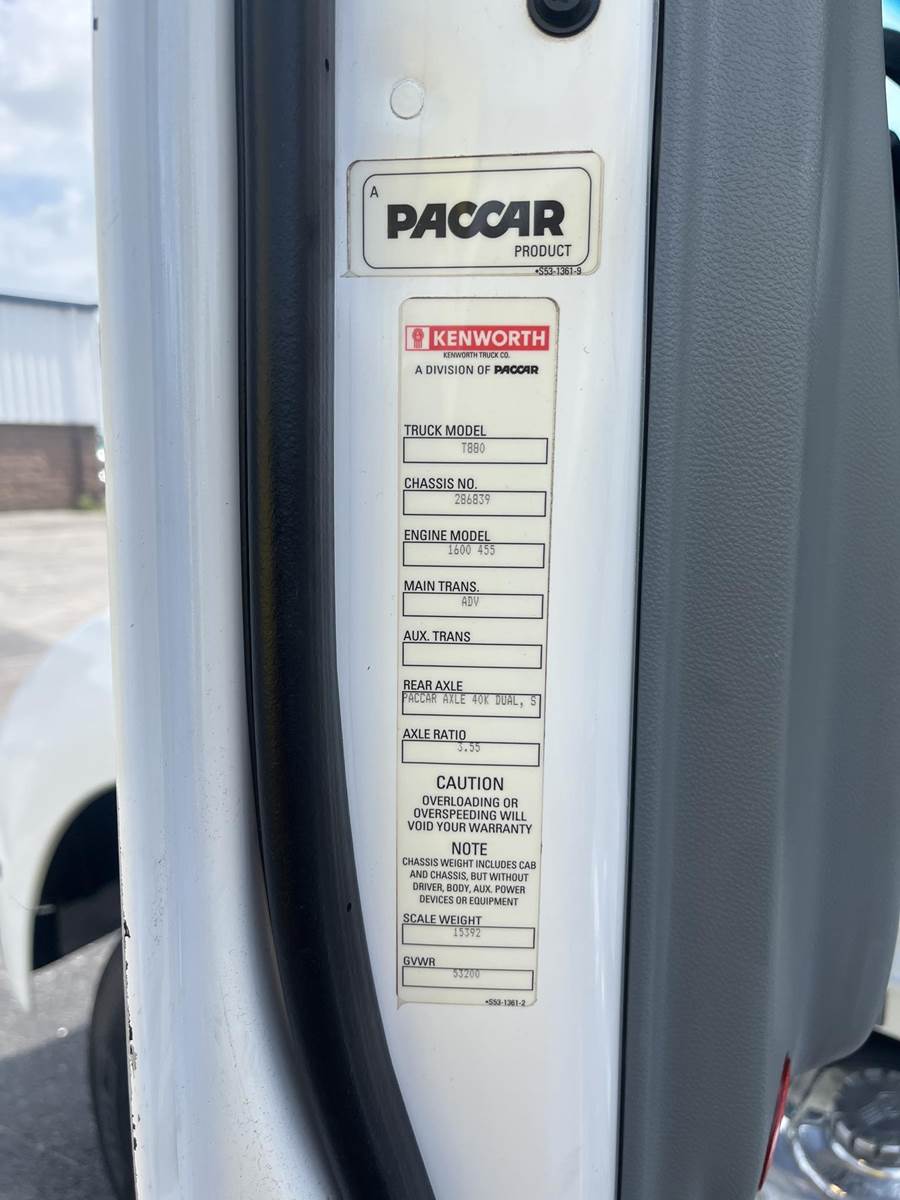 A
PACCAR
PRODUCT
•S53-1361-9
KENWORTH
KENWORTH TRUCK CO.
A DIVISION OF PACCAR
TRUCK MODEL
T880
CHASSIS NO.
286839
ENGINE MODEL
1600 455
MAIN TRANS.
ADV
AUX. TRANS
REAR AXLE
PACCAR AXLE 40K DUAL, S
AXLE RATIO
3.55
CAUTION
OVERLOADING OR
OVERSPEEDING WILL
VOID YOUR WARRANTY
NOTE
CHASSIS WEIGHT INCLUDES CAB
AND CHASSIS, BUT WITHOUT
DRIVER, BODY, AUX. POWER
DEVICES OR EQUIPMENT
SCALE WEIGHT
15392
GVWR
53200
•S53-1361-2